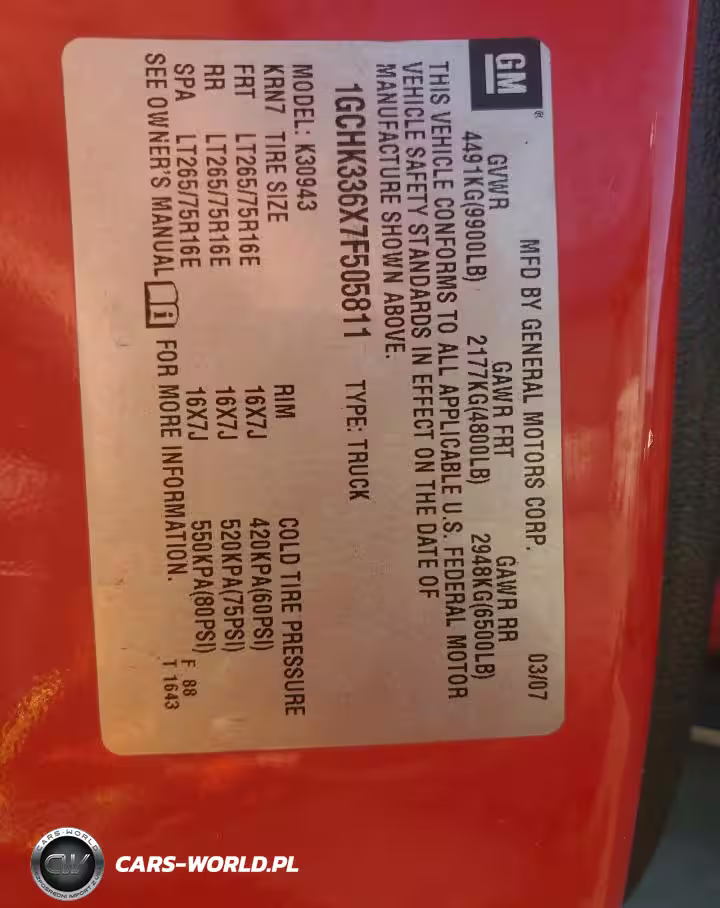 GM ®
MFD BY GENERAL MOTORS CORP. 03/07
GVWR GAWR FRT GAWR RR
4491KG(9900LB) 2177KG(4800LB) 2948KG(6500LB)
THIS VEHICLE CONFORMS TO ALL APPLICABLE U.S. FEDERAL MOTOR
VEHICLE SAFETY STANDARDS IN EFFECT ON THE DATE OF
MANUFACTURE SHOWN ABOVE.
1GCHK336X7F505811 TYPE: TRUCK
MODEL: K30943
KRN7 TIRE SIZE RIM COLD TIRE PRESSURE
FRT LT265/75R16E 16X7J 420KPA(60PSI)
RR LT265/75R16E 16X7J 520KPA(75PSI)
SPA LT265/75R16E 16X7J 550KPA(80PSI)
SEE OWNER'S MANUAL FOR MORE INFORMATION.
F 88
T 1643
CARS-WORLD
CW
CARS-WORLD.PL